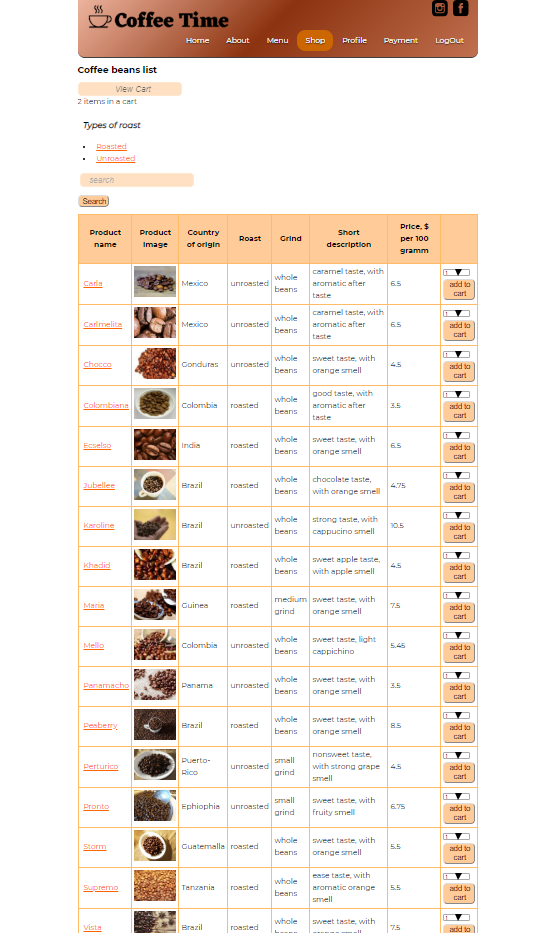 Coffee Time
Home About Menu Shop Profile Payment LogOut
Coffee beans list
View Cart
2 items in a cart
Types of roast
Roasted
Unroasted
search
Search
Product name Product image Country of origin Roast Grind Short description Price, $ per 100 gramm
Carla Mexico unroasted whole beans caramel taste, with aromatic after taste 6.5 1 add to cart
Carlmelita Mexico unroasted whole beans caramel taste, with aromatic after taste 6.5 1 add to cart
Chocco Gonduras unroasted whole beans sweet taste, with orange smell 4.5 1 add to cart
Colombiana Colombia roasted whole beans good taste, with aromatic after taste 3.5 1 add to cart
Ecselso India roasted whole beans sweet taste, with orange smell 6.5 1 add to cart
Jubellee Brazil roasted whole beans chocolate taste, with orange smell 4.75 1 add to cart
Karoline Brazil unroasted whole beans strong taste, with cappucino smell 10.5 1 add to cart
Khadid Brazil roasted whole beans sweet apple taste, with apple smell 4.5 1 add to cart
Maria Guinea roasted medium grind sweet taste, with orange smell 7.5 1 add to cart
Mello Colombia unroasted whole beans sweet taste, light cappichino 5.45 1 add to cart
Panamacho Panama unroasted whole beans sweet taste, with orange smell 3.5 1 add to cart
Peaberry Brazil roasted whole beans sweet taste, with orange smell 8.5 1 add to cart
Perturico Puerto-Rico unroasted small grind nonsweet taste, with strong grape smell 4.5 1 add to cart
Pronto Ephiophia unroasted small grind sweet taste, with fruity smell 6.75 1 add to cart
Storm Guatemalla roasted whole beans sweet taste, with orange smell 5.5 1 add to cart
Supremo Tanzania roasted whole beans ease taste, with aromatic orange smell 5.5 1 add to cart
Vista Brazil roasted whole beans sweet taste, with orange smell 7.5 1 add to